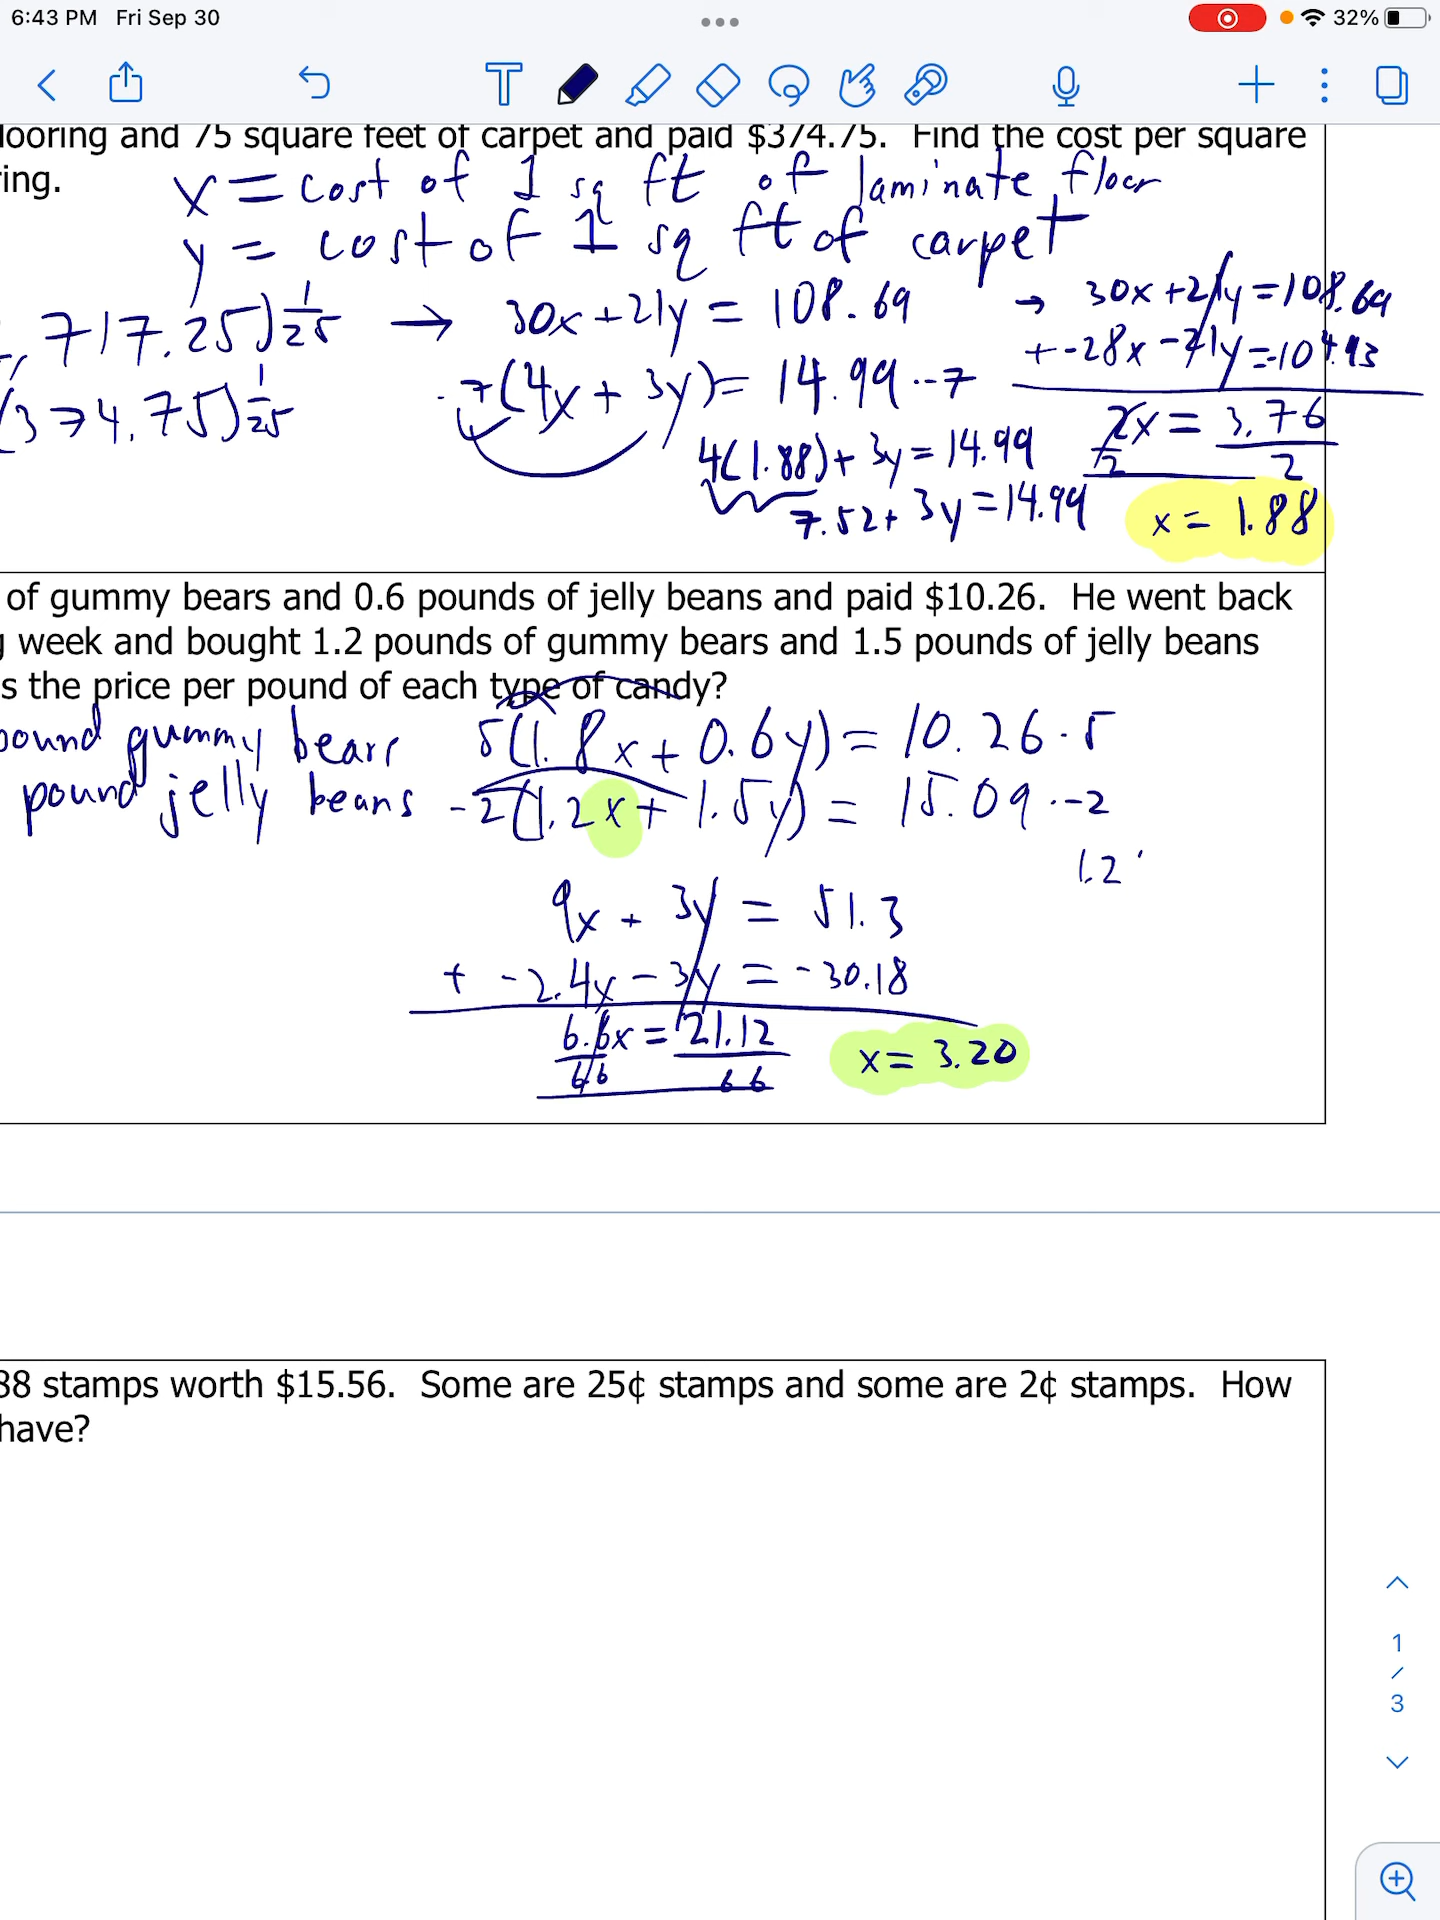 6:43 PM Fri Sep 30
32%
looring and 75 square feet of carpet and paid $374.75. Find the cost per square
ing.
x = cost of 1 sq ft of laminate floor
y = cost of 1 sq ft of carpet
717.25) 1/25 → 30x + 21y = 108.69
(374.75) 1/25 -7(4x + 3y) = 14.99 · -7
4(1.88) + 3y = 14.99
7.52 + 3y = 14.99
→ 30x + 21y = 108.69
+ -28x - 21y = -104.93
2x = 3.76
2 2
x = 1.88
of gummy bears and 0.6 pounds of jelly beans and paid $10.26. He went back
week and bought 1.2 pounds of gummy bears and 1.5 pounds of jelly beans
s the price per pound of each type of candy?
pound gummy bears 5(1.8x + 0.6y) = 10.26 · 5
pound jelly beans -2(1.2x + 1.5y) = 15.09 · -2
1.2 ·
9x + 3y = 51.3
+ -2.4x - 3y = -30.18
6.6x = 21.12
6.6 6.6
x = 3.20
88 stamps worth $15.56. Some are 25¢ stamps and some are 2¢ stamps. How
have?
1
/
3